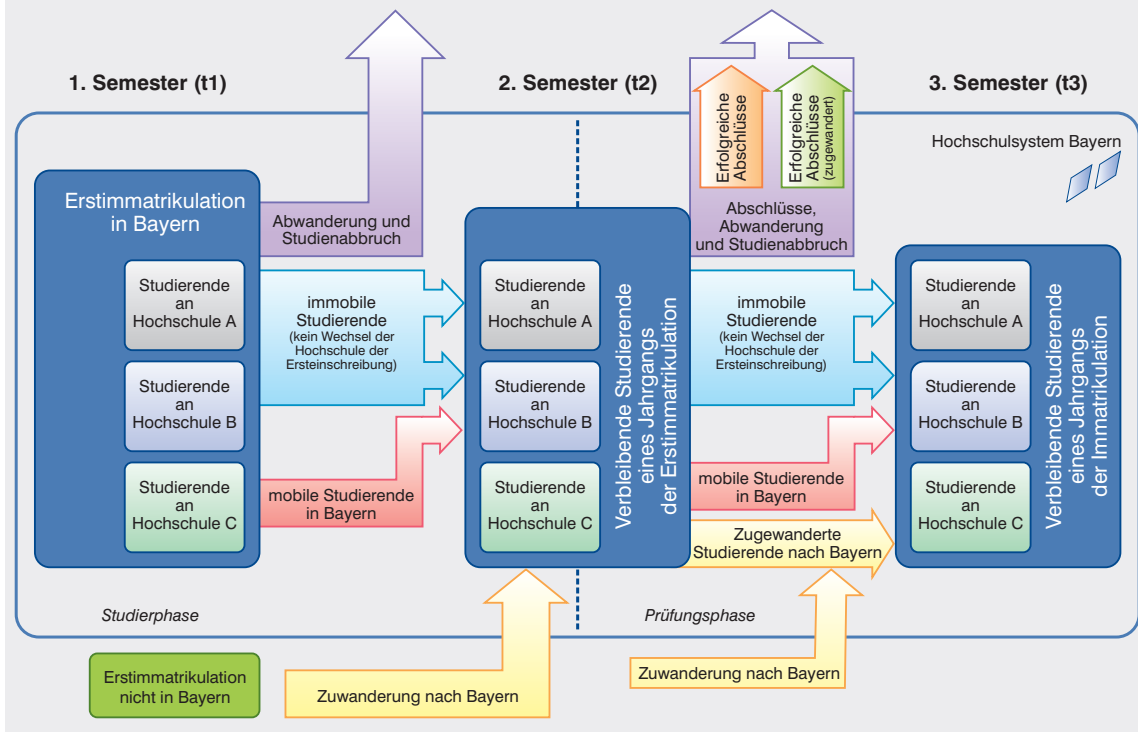 1. Semester (t1)
2. Semester (t2)
3. Semester (t3)
Hochschulsystem Bayern
Erstimmatrikulation
in Bayern
Studierende
an
Hochschule A
Studierende
an
Hochschule B
Studierende
an
Hochschule C
Abwanderung und
Studienabbruch
immobile
Studierende
(kein Wechsel der
Hochschule der
Ersteinschreibung)
mobile Studierende
in Bayern
Studierende
an
Hochschule A
Studierende
an
Hochschule B
Studierende
an
Hochschule C
Verbleibende Studierende
eines Jahrgangs
der Erstimmatrikulation
Erfolgreiche
Abschlüsse
Erfolgreiche
Abschlüsse
(zugewandert)
Abschlüsse,
Abwanderung
und Studienabbruch
immobile
Studierende
(kein Wechsel der
Hochschule der
Ersteinschreibung)
mobile Studierende
in Bayern
Zugewanderte
Studierende nach Bayern
Studierende
an
Hochschule A
Studierende
an
Hochschule B
Studierende
an
Hochschule C
Verbleibende Studierende
eines Jahrgangs
der Immatrikulation
Studierphase
Prüfungsphase
Erstimmatrikulation
nicht in Bayern
Zuwanderung nach Bayern
Zuwanderung nach Bayern